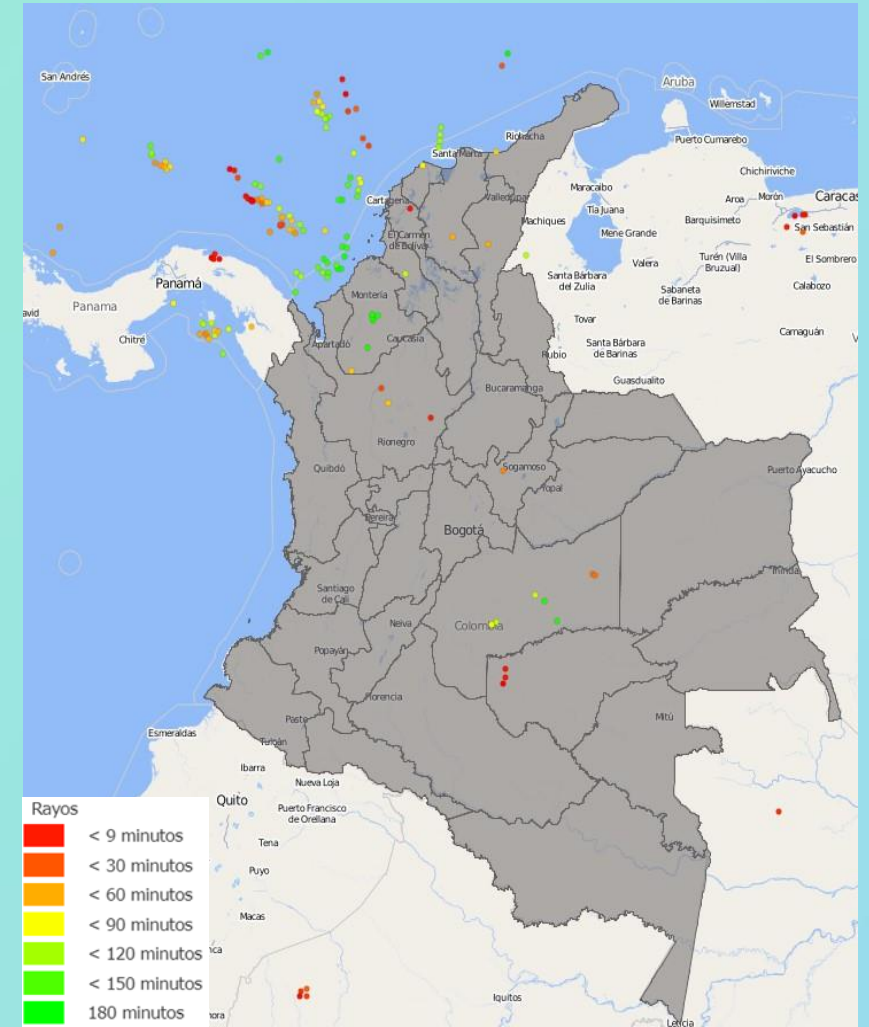 San Andrés
Aruba
Willemstad
Puerto Cumarebo
Riohacha
Santa Marta
Chichiriviche
Maracaibo
Aroa
Morón
Caracas
Cartagena
Valledupar
Tía Juana
Barquisimeto
San Sebastián
Machiques
Mene Grande
El Carmen
de Bolívar
Valera
Turén (Villa
Bruzual)
El Sombrero
Panamá
Santa Bárbara
del Zulia
Calabozo
Sabaneta
de Barinas
Montería
Panama
avid
Tovar
Camaguán
Chitré
Apartadó
Caucasia
Santa Bárbara
de Barinas
Rubio
Guasdualito
Bucaramanga
Rionegro
Quibdó
Sogamoso
Puerto Ayacucho
Yopal
Pereira
Bogotá
Inírida
Santiago
de Cali
Neiva
Colombia
Popayán
Florencia
Mitú
Pasto
Esmeraldas
Tulcán
Ibarra
Nueva Loja
Quito
Puerto Francisco
de Orellana
Tena
Puyo
Macas
Iquitos
Leticia
Rayos
< 9 minutos
< 30 minutos
< 60 minutos
< 90 minutos
< 120 minutos
< 150 minutos
180 minutos